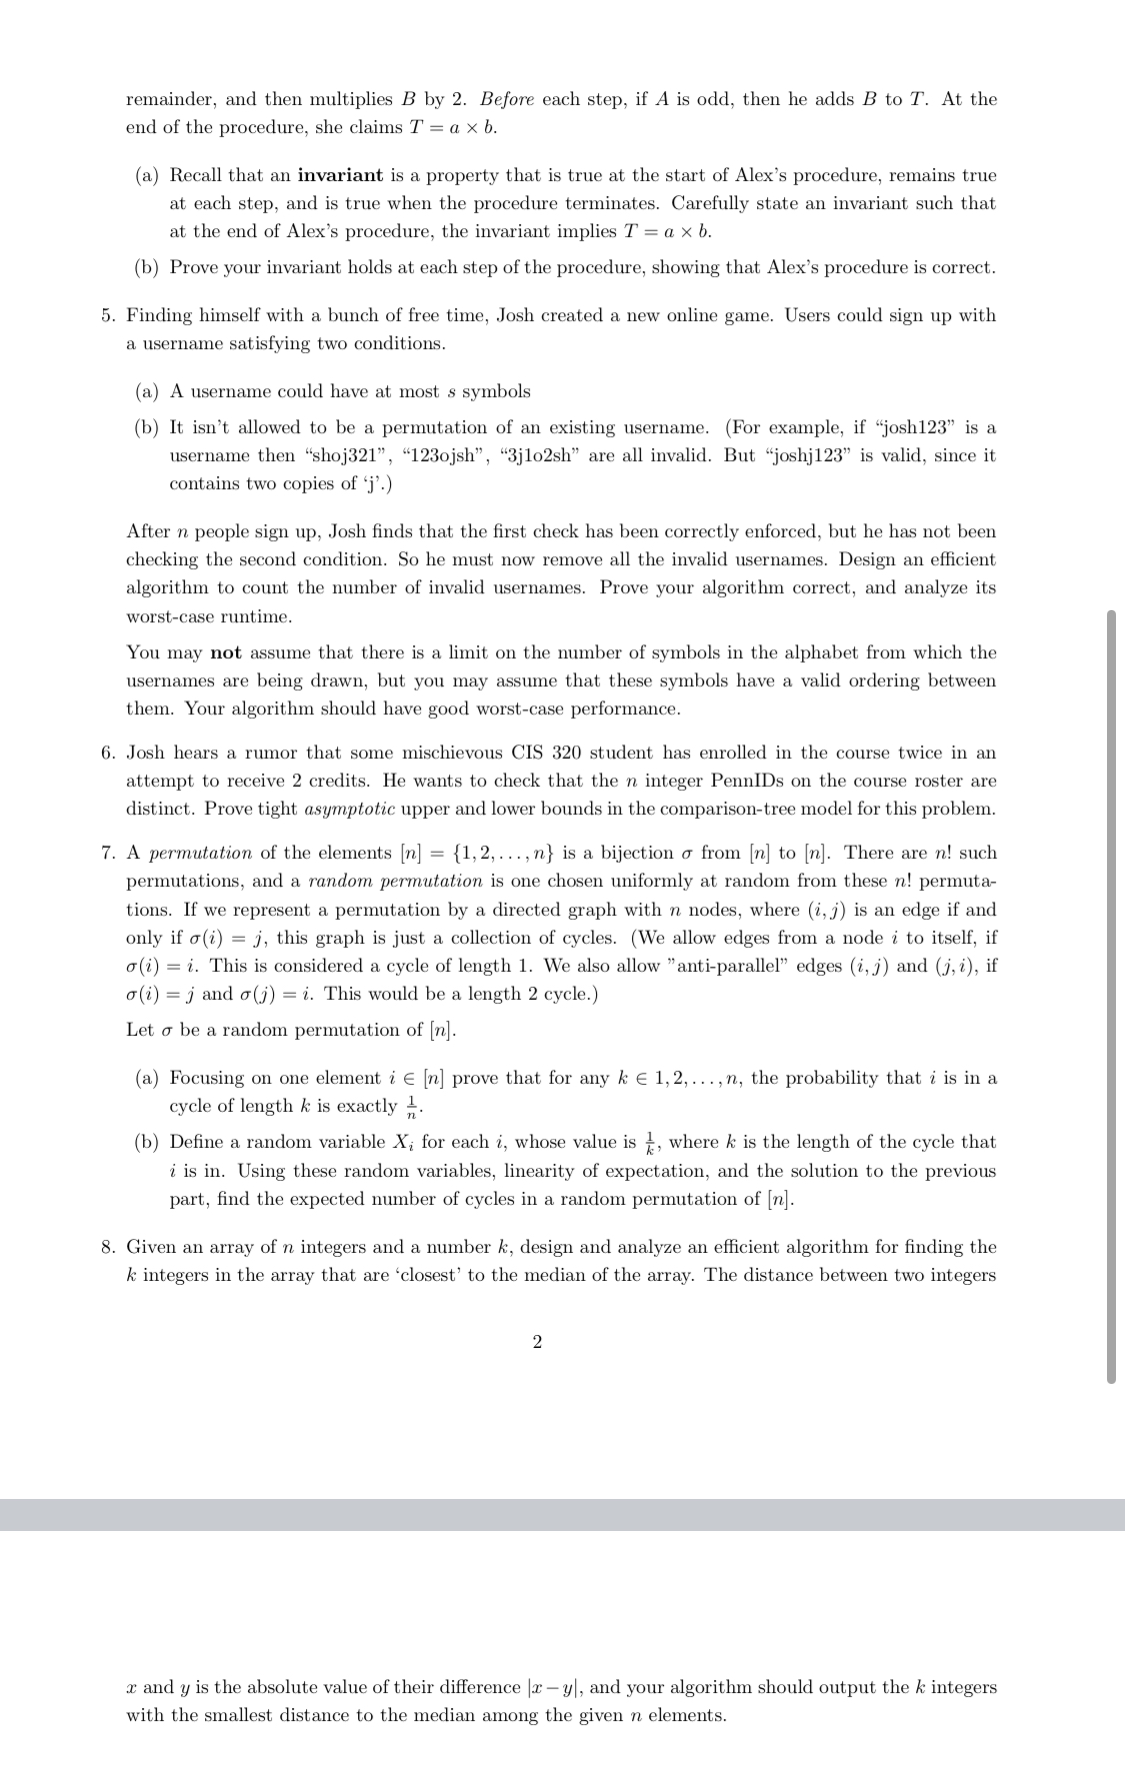 remainder, and then multiplies B by 2. Before each step, if A is odd, then he adds B to T. At the
end of the procedure, she claims T = a × b.
(a) Recall that an invariant is a property that is true at the start of Alex's procedure, remains true
at each step, and is true when the procedure terminates. Carefully state an invariant such that
at the end of Alex's procedure, the invariant implies T = a × b.
(b) Prove your invariant holds at each step of the procedure, showing that Alex's procedure is correct.
5. Finding himself with a bunch of free time, Josh created a new online game. Users could sign up with
a username satisfying two conditions.
(a) A username could have at most s symbols
(b) It isn't allowed to be a permutation of an existing username. (For example, if “josh123” is a
username then “shoj321”, “123ojsh”, “3j1o2sh” are all invalid. But “joshj123” is valid, since it
contains two copies of ‘j’.)
After n people sign up, Josh finds that the first check has been correctly enforced, but he has not been
checking the second condition. So he must now remove all the invalid usernames. Design an efficient
algorithm to count the number of invalid usernames. Prove your algorithm correct, and analyze its
worst-case runtime.
You may not assume that there is a limit on the number of symbols in the alphabet from which the
usernames are being drawn, but you may assume that these symbols have a valid ordering between
them. Your algorithm should have good worst-case performance.
6. Josh hears a rumor that some mischievous CIS 320 student has enrolled in the course twice in an
attempt to receive 2 credits. He wants to check that the n integer PennIDs on the course roster are
distinct. Prove tight asymptotic upper and lower bounds in the comparison-tree model for this problem.
7. A permutation of the elements [n] = {1, 2, . . . , n} is a bijection σ from [n] to [n]. There are n! such
permutations, and a random permutation is one chosen uniformly at random from these n! permuta-
tions. If we represent a permutation by a directed graph with n nodes, where (i, j) is an edge if and
only if σ(i) = j, this graph is just a collection of cycles. (We allow edges from a node i to itself, if
σ(i) = i. This is considered a cycle of length 1. We also allow ”anti-parallel” edges (i, j) and (j, i), if
σ(i) = j and σ(j) = i. This would be a length 2 cycle.)
Let σ be a random permutation of [n].
(a) Focusing on one element i ∈ [n] prove that for any k ∈ 1, 2, . . . , n, the probability that i is in a
cycle of length k is exactly 1/n.
(b) Define a random variable Xᵢ for each i, whose value is 1/k, where k is the length of the cycle that
i is in. Using these random variables, linearity of expectation, and the solution to the previous
part, find the expected number of cycles in a random permutation of [n].
8. Given an array of n integers and a number k, design and analyze an efficient algorithm for finding the
k integers in the array that are ‘closest’ to the median of the array. The distance between two integers
2
x and y is the absolute value of their difference |x − y|, and your algorithm should output the k integers
with the smallest distance to the median among the given n elements.